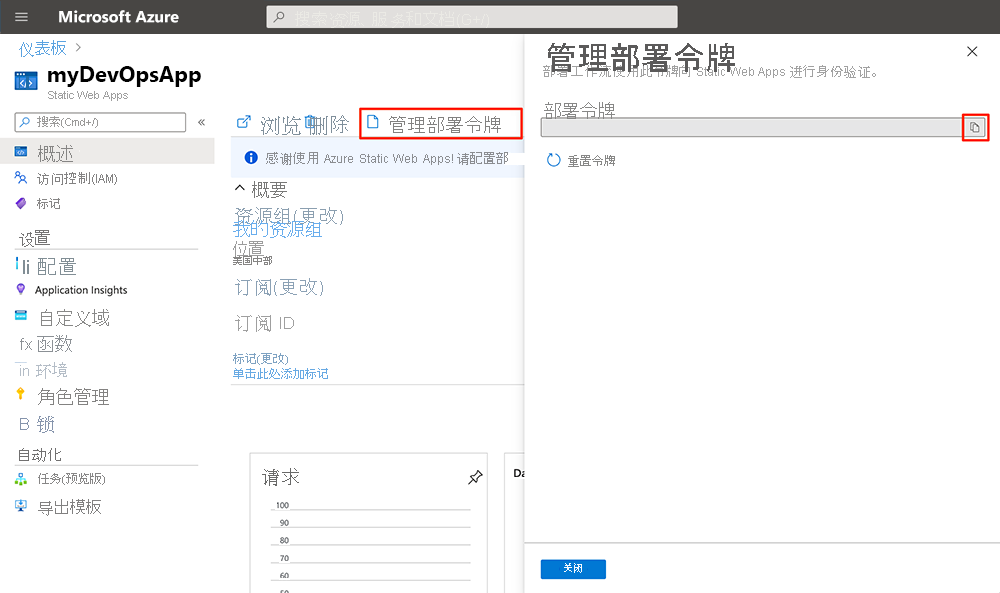 Microsoft Azure
搜索资源、服务和文档(G+/)
仪表板
myDevOpsApp
Static Web Apps
搜索(Cmd+/)
«
概述
访问控制(IAM)
标记
设置
配置
Application Insights
自定义域
fx 函数
in 环境
角色管理
B 锁
自动化
任务(预览版)
导出模板
浏览 删除 管理部署令牌
感谢使用 Azure Static Web Apps! 请配置部
概要
资源组(更改)
我的资源组
位置
美国中部
订阅(更改)
订阅 ID
标记(更改)
单击此处添加标记
请求
100
90
80
70
60
50
Da
管理部署令牌
部署工作流使用此令牌向 Static Web Apps 进行身份验证。
部署令牌
重置令牌
关闭